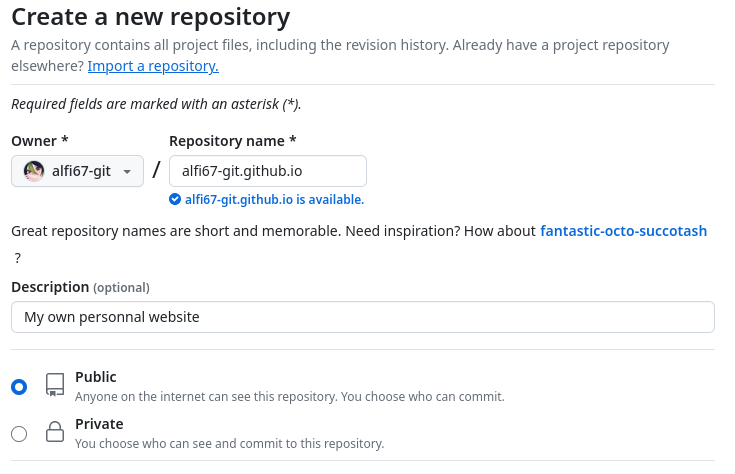 Create a new repository
A repository contains all project files, including the revision history. Already have a project repository
elsewhere? Import a repository.
Required fields are marked with an asterisk (*).
Owner * Repository name *
alfi67-git / alfi67-git.github.io
alfi67-git.github.io is available.
Great repository names are short and memorable. Need inspiration? How about fantastic-octo-succotash
?
Description (optional)
My own personnal website
Public
Anyone on the internet can see this repository. You choose who can commit.
Private
You choose who can see and commit to this repository.